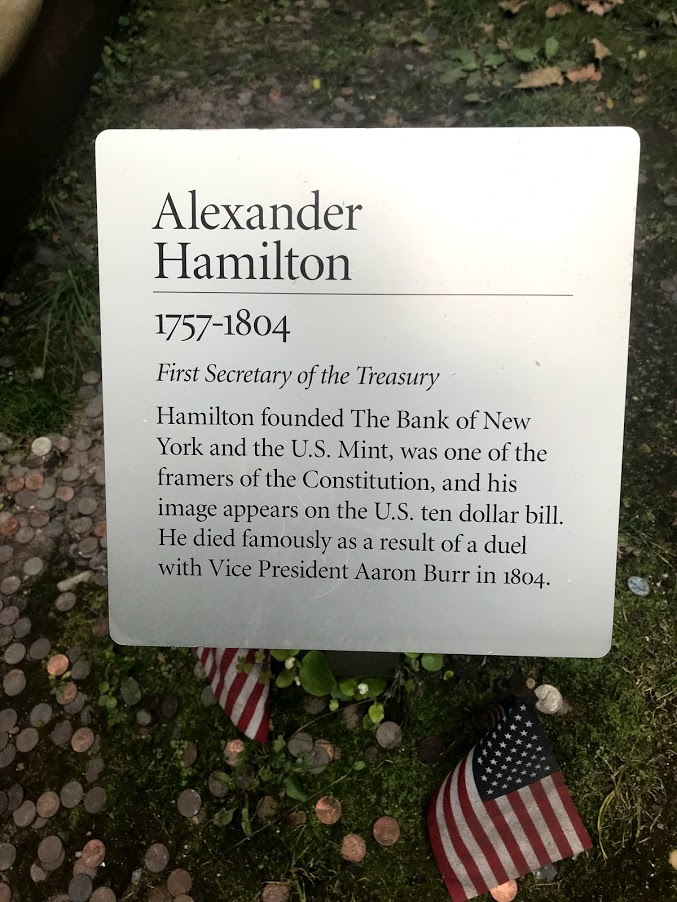 Alexander
Hamilton
1757-1804
First Secretary of the Treasury
Hamilton founded The Bank of New
York and the U.S. Mint, was one of the
framers of the Constitution, and his
image appears on the U.S. ten dollar bill.
He died famously as a result of a duel
with Vice President Aaron Burr in 1804.